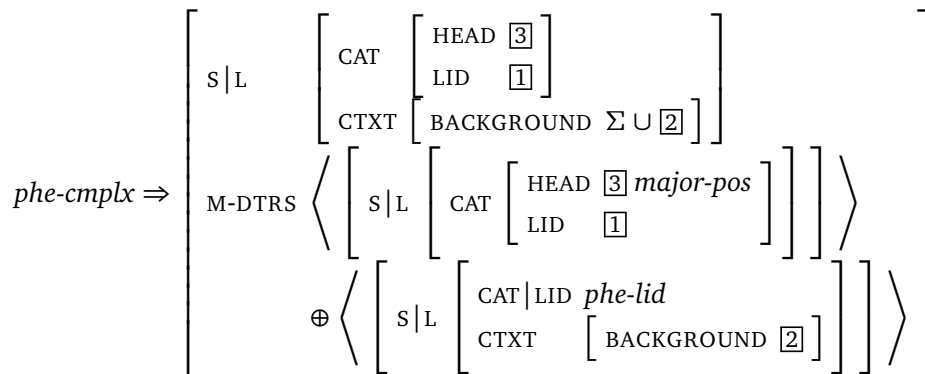 HEAD 3
CAT
LID 1
S|L
CTXT [ BACKGROUND Σ ∪ 2 ]
phe-cmplx ⇒
M-DTRS ⟨ [ S|L [ CAT [ HEAD 3 major-pos
LID 1 ] ] ] ⟩
⊕ ⟨ [ S|L [ CAT|LID phe-lid
CTXT [ BACKGROUND 2 ] ] ] ⟩